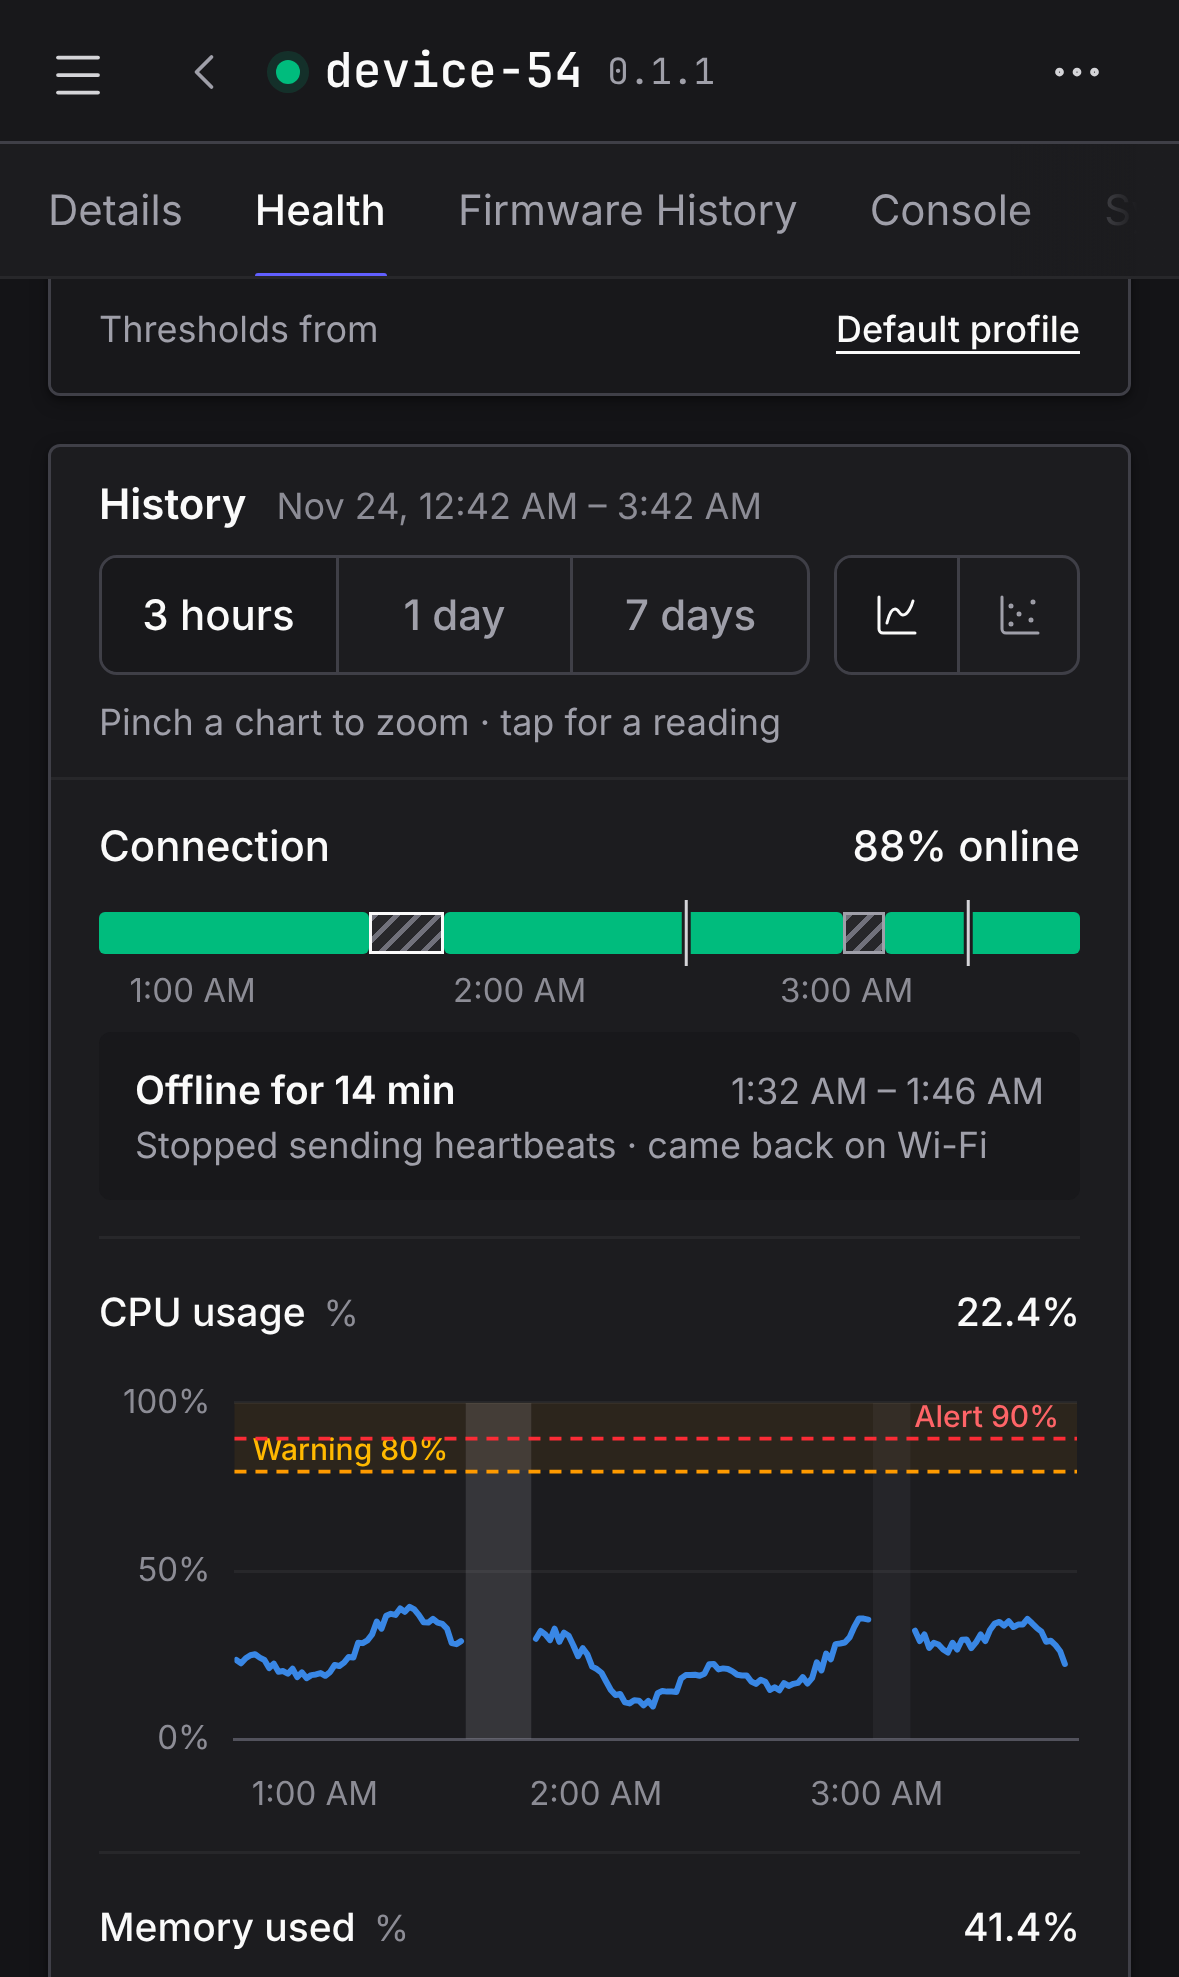 device-54 0.1.1
Details Health Firmware History Console S
Thresholds from Default profile
History Nov 24, 12:42 AM – 3:42 AM
3 hours 1 day 7 days
Pinch a chart to zoom · tap for a reading
Connection 88% online
1:00 AM 2:00 AM 3:00 AM
Offline for 14 min 1:32 AM – 1:46 AM
Stopped sending heartbeats · came back on Wi-Fi
CPU usage % 22.4%
100%
Alert 90%
Warning 80%
50%
0%
1:00 AM 2:00 AM 3:00 AM
Memory used % 41.4%